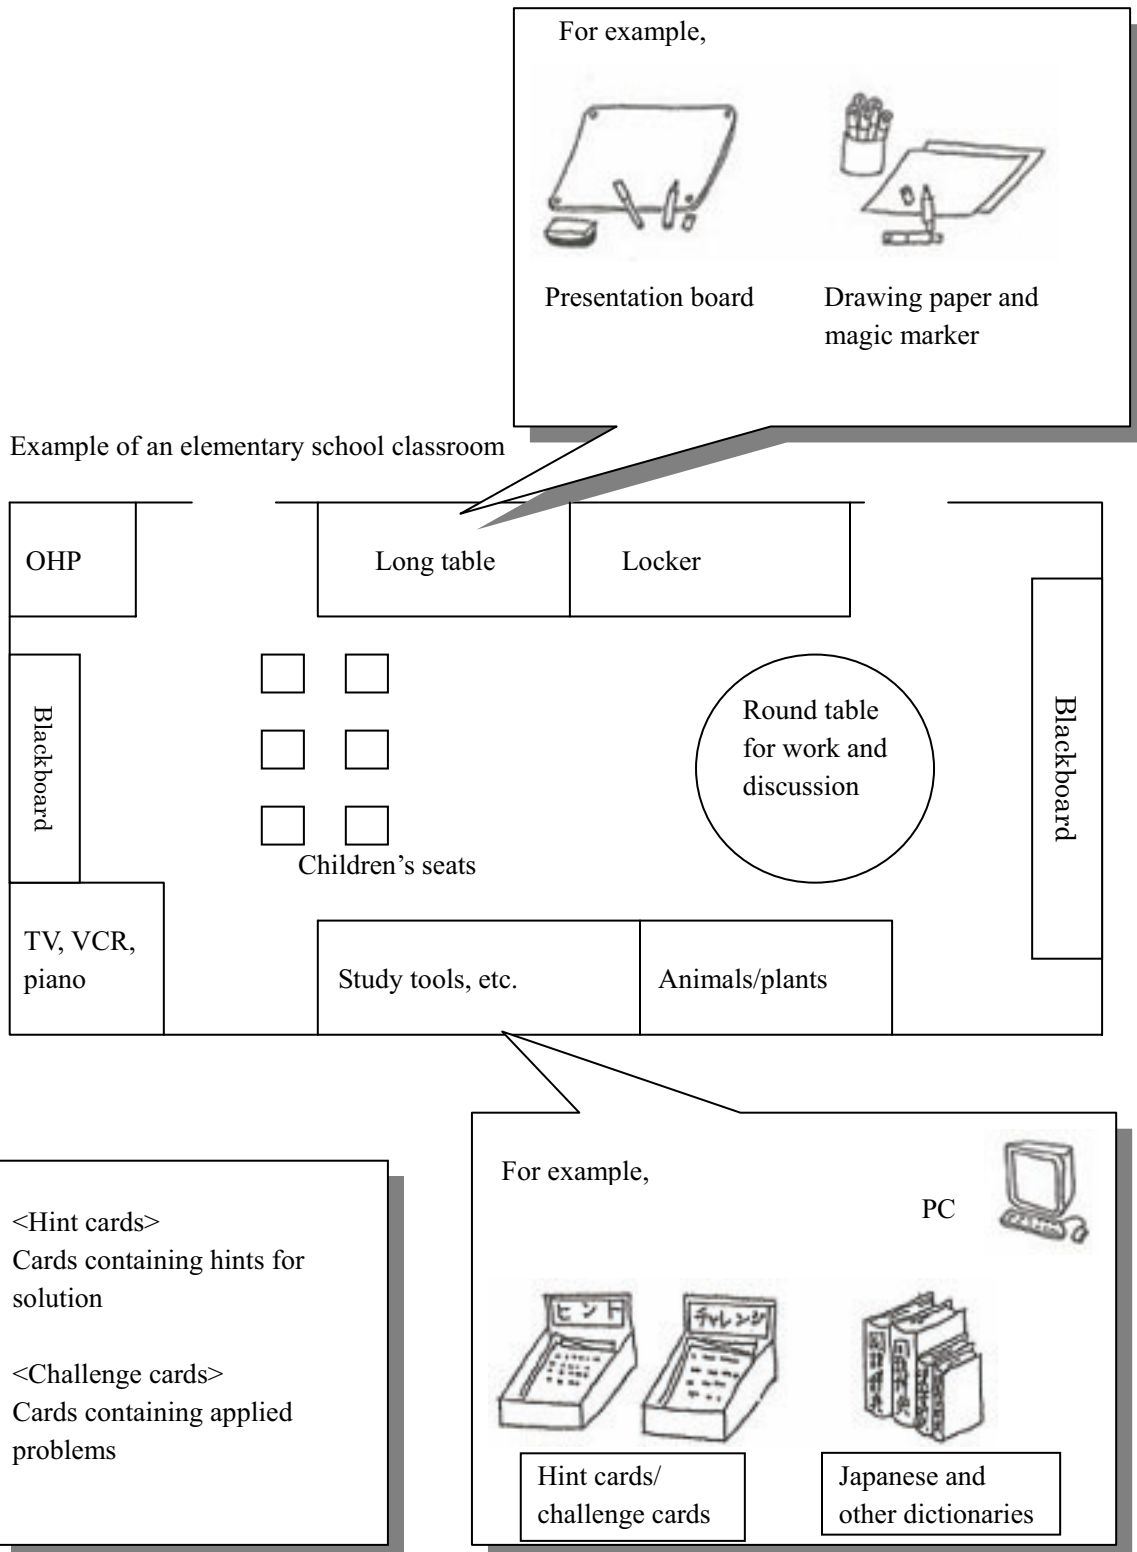 For example,
Presentation board
Drawing paper and
magic marker
Example of an elementary school classroom
OHP
Long table
Locker
Blackboard
Round table
for work and
discussion
Blackboard
Children's seats
TV, VCR,
piano
Study tools, etc.
Animals/plants
<Hint cards>
Cards containing hints for
solution
<Challenge cards>
Cards containing applied
problems
For example,
PC
ヒント
チャレンジ
Hint cards/
challenge cards
Japanese and
other dictionaries